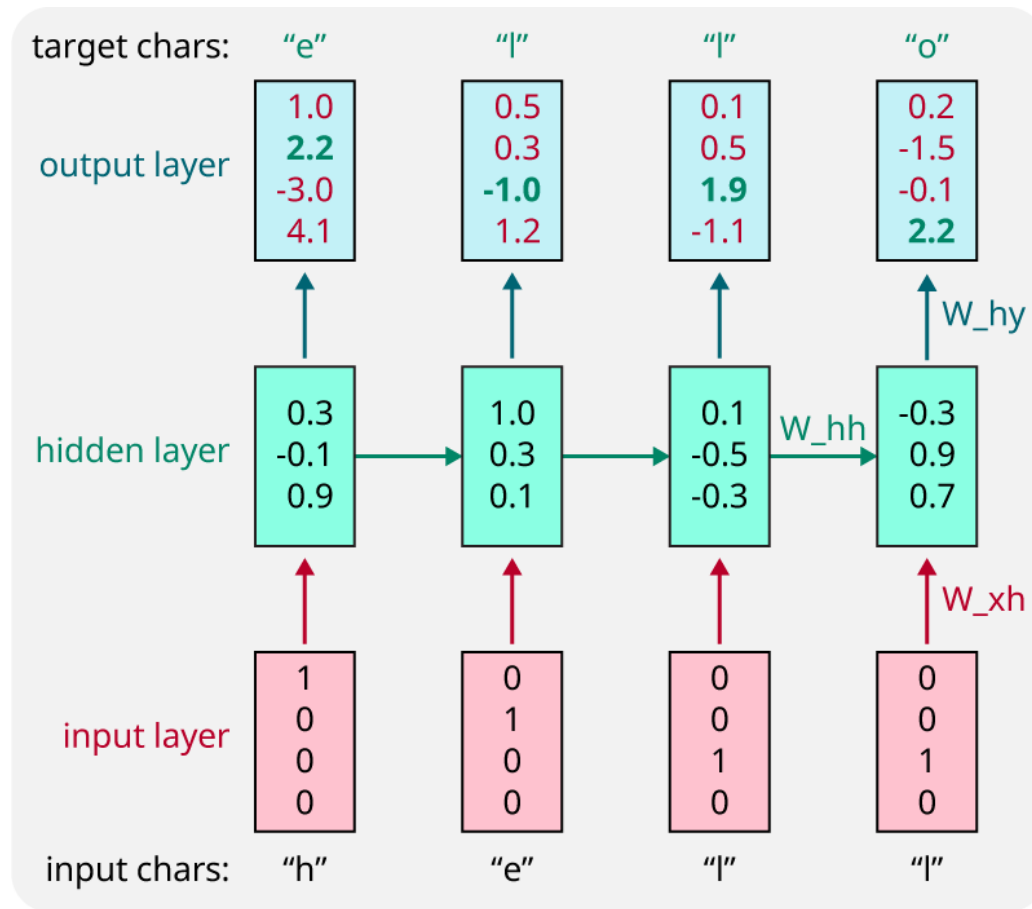 target chars: “e” “l” “l” “o”
1.0 0.5 0.1 0.2
2.2 0.3 0.5 -1.5
output layer
-3.0 -1.0 1.9 -0.1
4.1 1.2 -1.1 2.2
W_hy
0.3 1.0 0.1 -0.3
W_hh
hidden layer -0.1 0.3 -0.5 0.9
0.9 0.1 -0.3 0.7
W_xh
1 0 0 0
0 1 0 0
input layer
0 0 1 1
0 0 0 0
input chars: “h” “e” “l” “l”